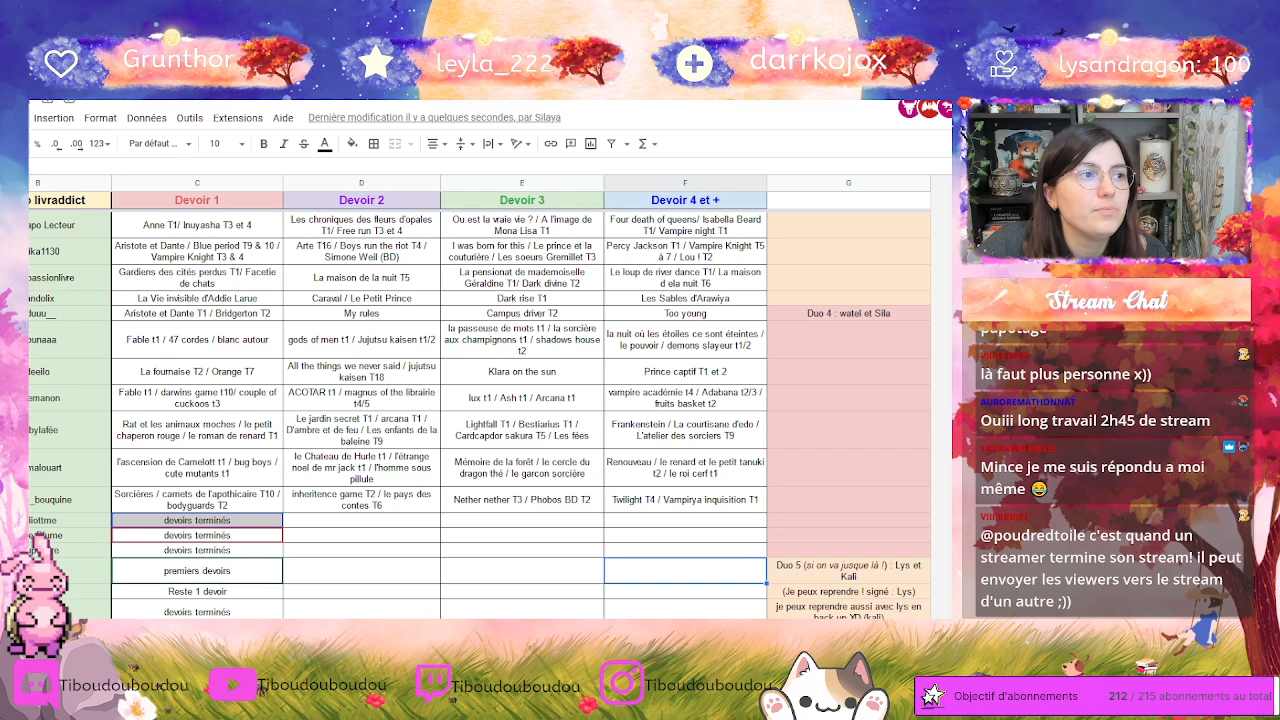 Grunthor
leyla_222
darrkojox
lysandragon: 100
Insertion Format Données Outils Extensions Aide Dernière modification il y a quelques secondes, par Silaya
% .0 .00 123 Par défaut ... 10 B I S A
B C D E F G
livraddict Devoir 1 Devoir 2 Devoir 3 Devoir 4 et +
apo Lecteur
Anne T1/ Inuyasha T3 et 4
Les chroniques des fleurs d'opales
T1/ Free run T3 et 4
Ou est la vraie vie ? / A l'image de
Mona Lisa T1
Four death of queens/ Isabella Beard
T1/ Vampire night T1
ika1130
Aristote et Dante / Blue period T9 & 10 /
Vampire Knight T3 & 4
Arte T16 / Boys run the riot T4 /
Simone Weil (BD)
I was born for this / Le prince et la
couturière / Les soeurs Gremillet T3
Percy Jackson T1 / Vampire Knight T5
à 7 / Lou ! T2
passionlivre
Gardiens des cités perdus T1/ Facetie
de chats
La maison de la nuit T5
La pensionat de mademoiselle
Géraldine T1/ Dark divine T2
Le loup de river dance T1/ La maison
d ela nuit T6
andolix
La Vie invisible d'Addie Larue
Caraval / Le Petit Prince
Dark rise T1
Les Sables d'Arawiya
duuu__
Aristote et Dante T1 / Bridgerton T2
My rules
Campus driver T2
Too young
Duo 4 : watel et Sila
ounaaa
Fable t1 / 47 cordes / blanc autour
gods of men t1 / Jujutsu kaisen t1/2
la passeuse de mots t1 / la sorcière
aux champignons t1 / shadows house
t2
la nuit où les étoiles ce sont éteintes /
le pouvoir / demons slayeur t1/2
leeilo
La fournaise T2 / Orange T7
All the things we never said / jujutsu
kaisen T18
Klara on the sun
Prince captif T1 et 2
emanon
Fable t1 / darwins game t10/ couple of
cuckoos t3
ACOTAR t1 / magnus of the librairie
t4/5
lux t1 / Ash t1 / Arcana t1
vampire académie t4 / Adabana t2/3 /
fruits basket t2
bylafée
Rat et les animaux moches / le petit
chaperon rouge / le roman de renard T1
Le jardin secret T1 / arcana T1 /
D'ambre et de feu / Les enfants de la
baleine T9
Lightfall T1 / Bestiarius T1 /
Cardcapdor sakura T5 / Les fées
Frankenstein / La courtisane d'edo /
L'atelier des sorciers T9
malouart
l'ascension de Camelott t1 / bug boys /
cute mutants t1
le Chateau de Hurle t1 / l'étrange
noel de mr jack t1 / l'homme sous
pillule
Mémoire de la forêt / le cercle du
dragon thé / le garcon sorcière
Renouveau / le renard et le petit tanuki
t2 / le roi cerf t1
_bouquine
Sorcières / carnets de l'apothicaire T10 /
bodyguards T2
inheritence game T2 / le pays des
contes T6
Nether nether T3 / Phobos BD T2
Twilight T4 / Vampirya inquisition T1
liottme
devoirs terminés
devoirs terminés
devoirs terminés
premiers devoirs
Duo 5 (si on va jusque là !) : Lys et
Kali
Reste 1 devoir
(Je peux reprendre ! signé : Lys)
devoirs terminés
je peux reprendre aussi avec lys en
back up XD (kali)
Stream Chat
papotage
là faut plus personne x))
AUROREMATHONNAT
Ouiii long travail 2h45 de stream
Mince je me suis répondu a moi
même 😅
@poudredtoile c'est quand un
streamer termine son stream! il peut
envoyer les viewers vers le stream
d'un autre ;))
Tiboudouboudou
Tiboudouboudou
Tiboudouboudou
Tiboudouboudou
Objectif d'abonnements 212 / 215 abonnements au total